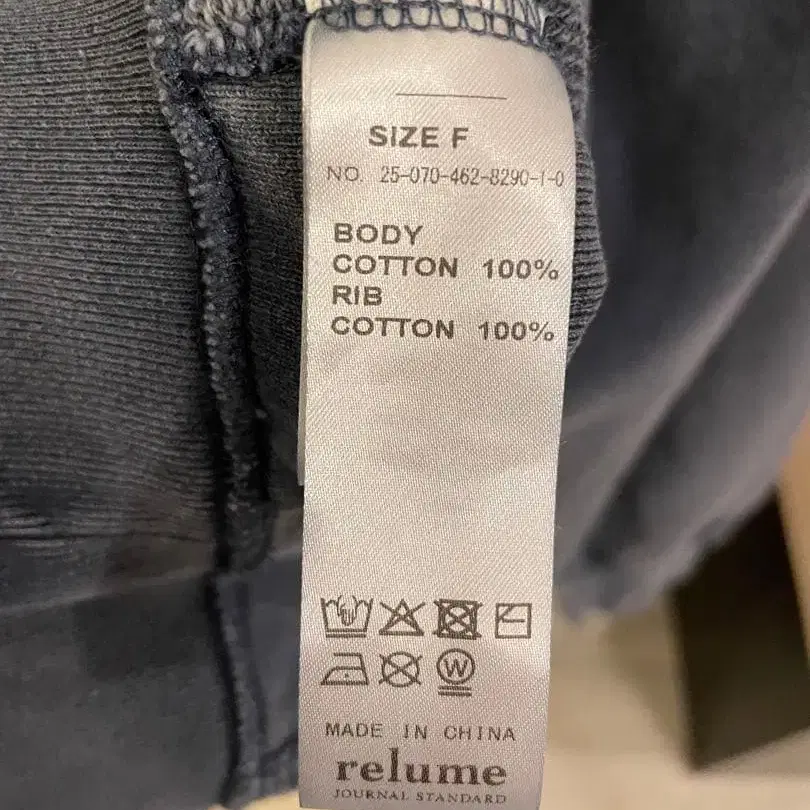 SIZE F
NO. 25-070-462-8290-1-0
BODY
COTTON 100%
RIB
COTTON 100%
W
MADE IN CHINA
relume
JOURNAL STANDARD